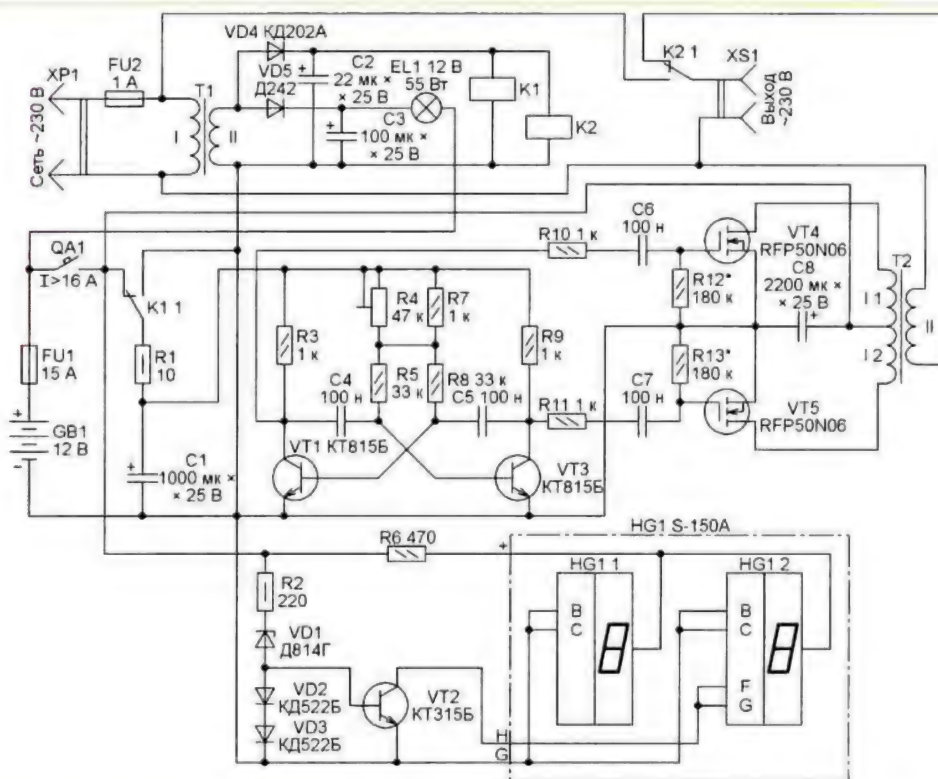 VD4 КД202А
FU2
1 А
XP1
T1
VD5
Д242
C2
22 мк ×
× 25 В
C3
100 мк ×
× 25 В
EL1 12 В
55 Вт
K1
K2
K2 1
XS1
Выход
~230 В
Сеть ~230 В
I
II
QA1
I>16 А
K1 1
FU1
15 А
R1
10
GB1
12 В
+
-
C1
1000 мк ×
× 25 В
R3
1 к
R4
47 к
R7
1 к
R9
1 к
R5
33 к
R8 33 к
C4
100 н
C5 100 н
VT1 КТ815Б
VT3
КТ815Б
R10 1 к
C6
100 н
R11 1 к
C7
100 н
R12*
180 к
R13*
180 к
VT4
RFP50N06
C8
2200 мк ×
× 25 В
VT5
RFP50N06
T2
I 1
I 2
II
R6 470
+
HG1 S-150A
HG1 1
HG1 2
B
C
B
C
F
G
R2
220
VD1
Д814Г
VD2
КД522Б
VD3
КД522Б
VT2
КТ315Б
H
G